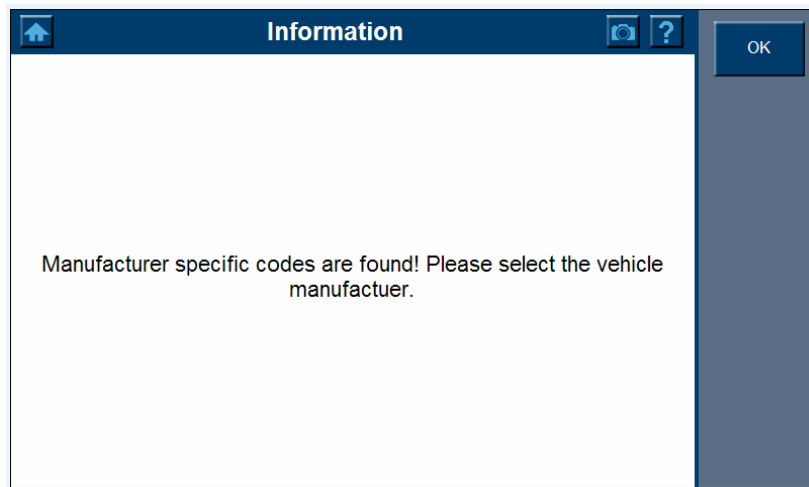 Information
?
OK
Manufacturer specific codes are found! Please select the vehicle
manufactuer.